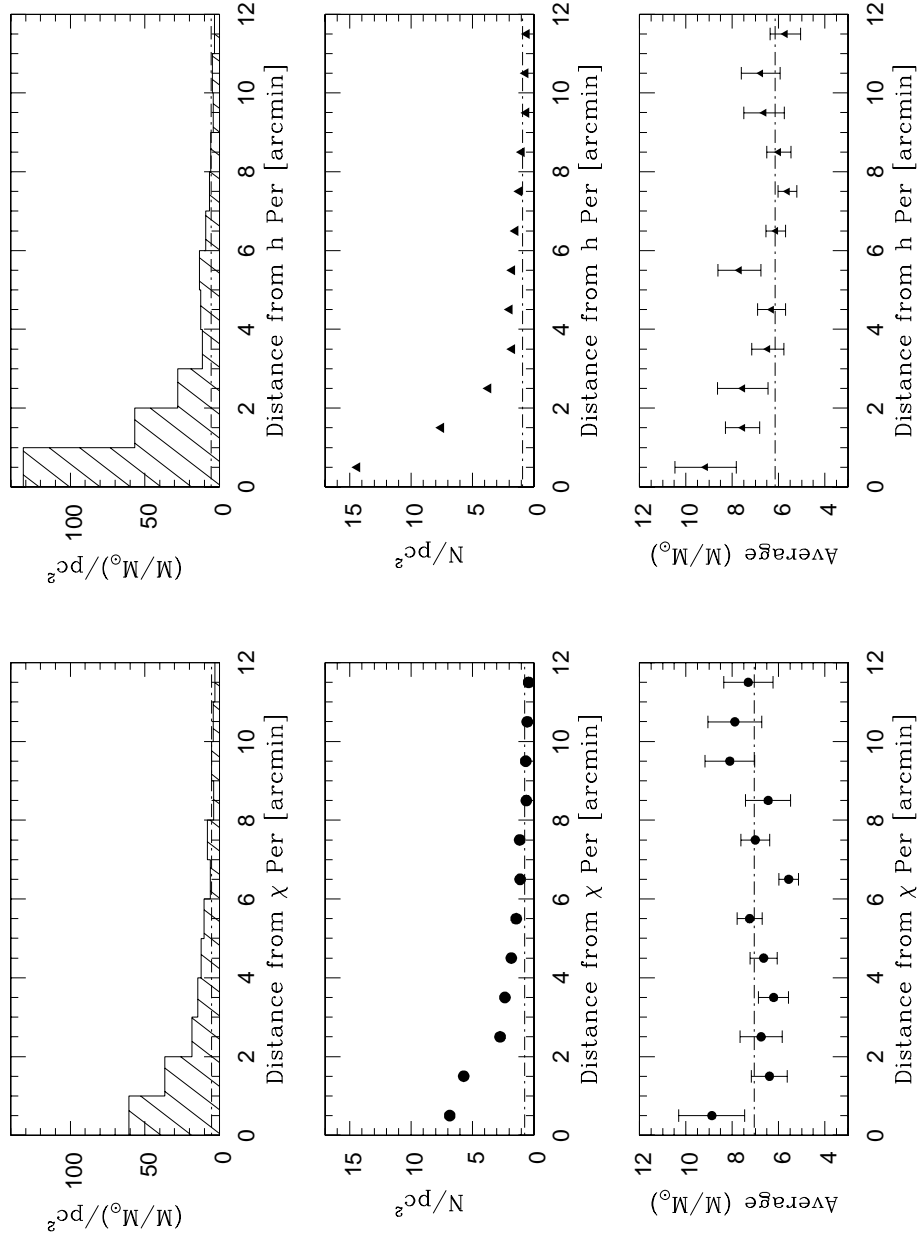 (M/M☉)/pc²
100
50
0
0 2 4 6 8 10 12
Distance from χ Per [arcmin]
(M/M☉)/pc²
100
50
0
0 2 4 6 8 10 12
Distance from h Per [arcmin]
N/pc²
15
10
5
0
0 2 4 6 8 10 12
Distance from χ Per [arcmin]
N/pc²
15
10
5
0
0 2 4 6 8 10 12
Distance from h Per [arcmin]
Average (M/M☉)
12
10
8
6
4
0 2 4 6 8 10 12
Distance from χ Per [arcmin]
Average (M/M☉)
12
10
8
6
4
0 2 4 6 8 10 12
Distance from h Per [arcmin]